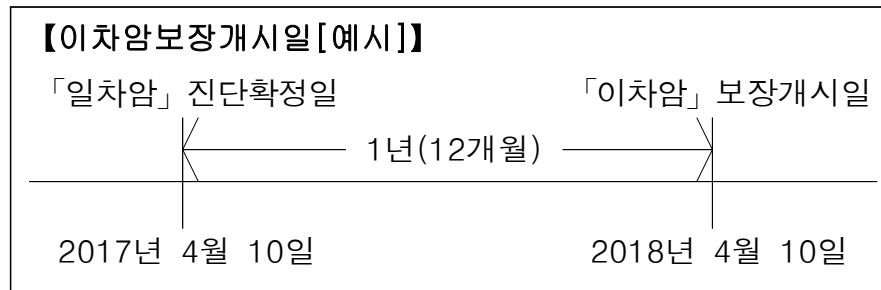 【이차암보장개시일[예시]】
「일차암」진단확정일 「이차암」보장개시일
1년(12개월)
2017년 4월 10일 2018년 4월 10일